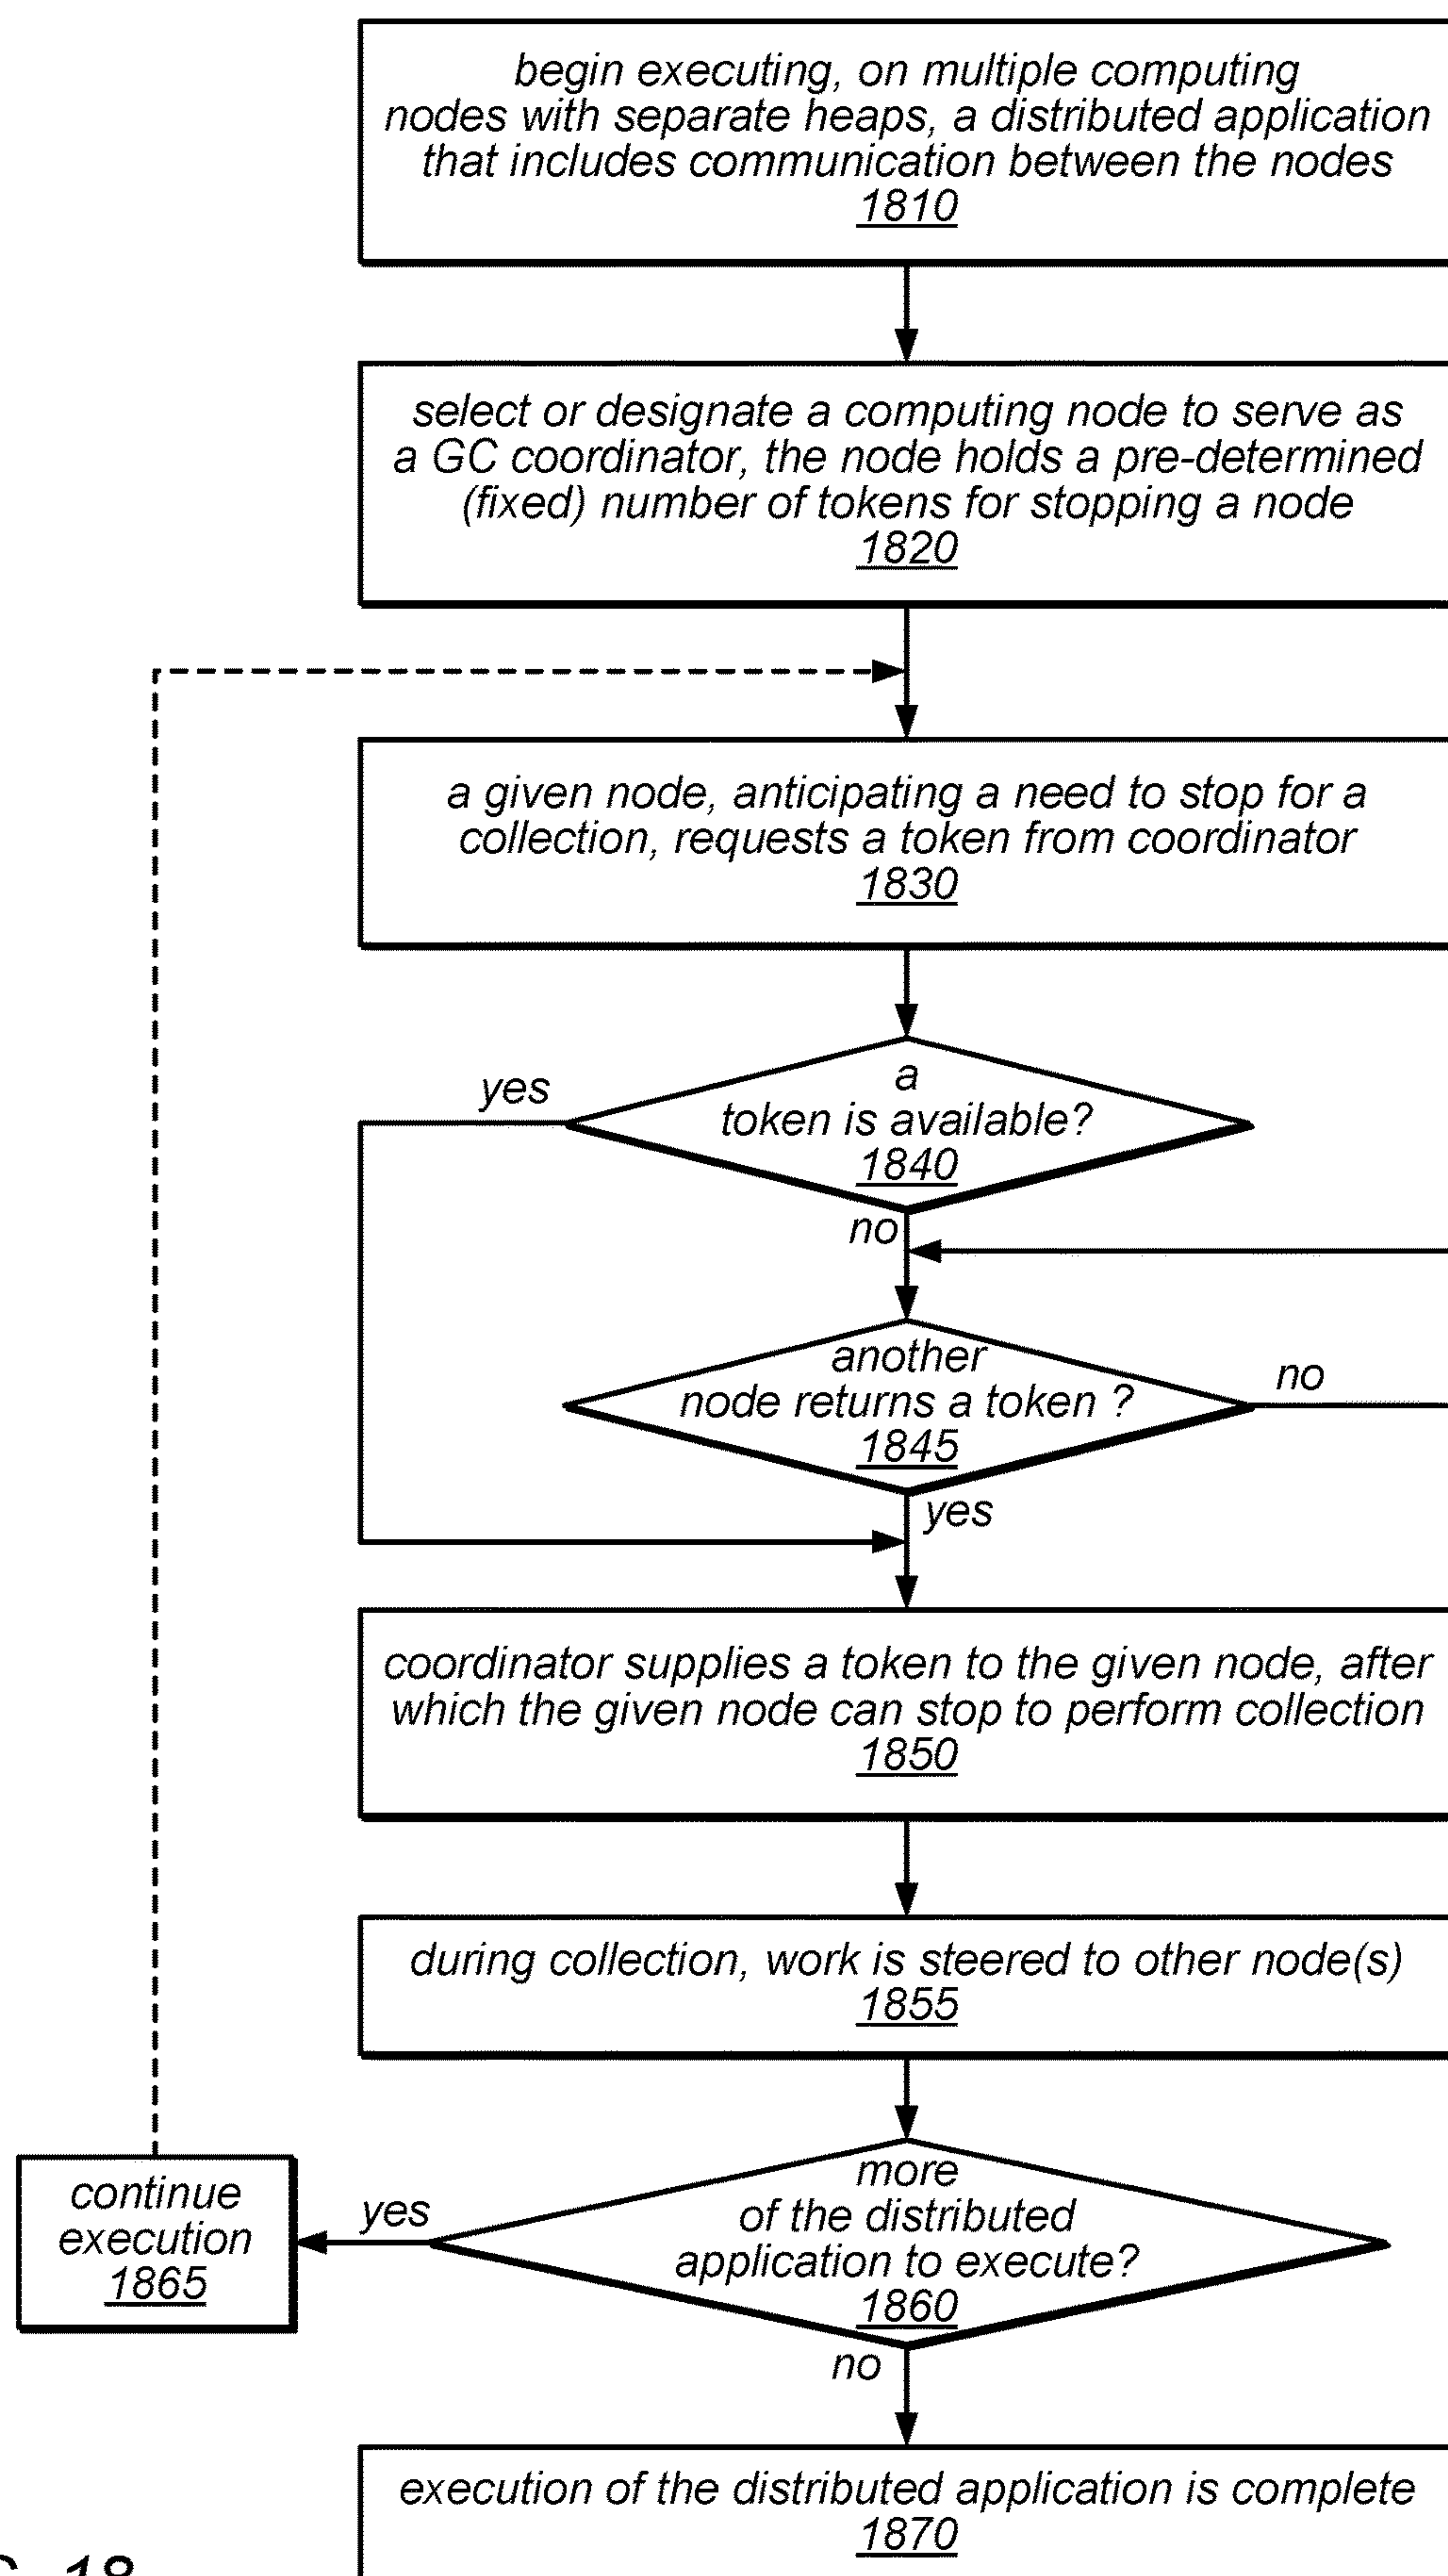 begin executing, on multiple computing
nodes with separate heaps, a distributed application
that includes communication between the nodes
1810
select or designate a computing node to serve as
a GC coordinator, the node holds a pre-determined
(fixed) number of tokens for stopping a node
1820
a given node, anticipating a need to stop for a
collection, requests a token from coordinator
1830
yes
a
token is available?
1840
no
another
node returns a token ?
1845
no
yes
coordinator supplies a token to the given node, after
which the given node can stop to perform collection
1850
during collection, work is steered to other node(s)
1855
more
of the distributed
application to execute?
1860
yes
continue
execution
1865
no
execution of the distributed application is complete
1870
18